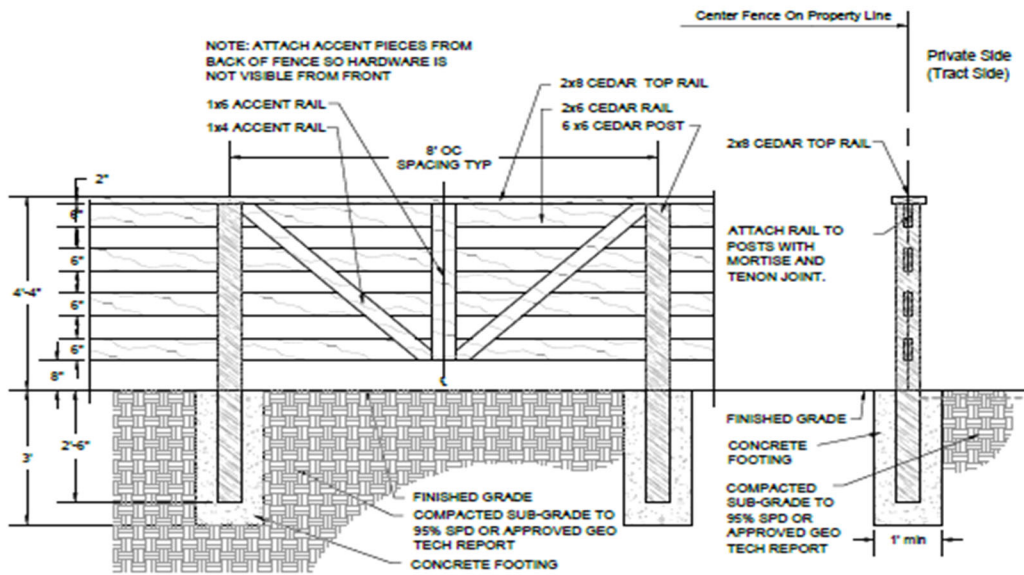 Center Fence On Property Line
Private Side
(Tract Side)
NOTE: ATTACH ACCENT PIECES FROM
BACK OF FENCE SO HARDWARE IS
NOT VISIBLE FROM FRONT
1x6 ACCENT RAIL
1x4 ACCENT RAIL
2x8 CEDAR TOP RAIL
2x6 CEDAR RAIL
6 x6 CEDAR POST
8' OC
SPACING TYP
2x8 CEDAR TOP RAIL
2"
6"
6"
6"
6"
8"
4'-4"
ATTACH RAIL TO
POSTS WITH
MORTISE AND
TENON JOINT.
3'
2'-6"
FINISHED GRADE
COMPACTED SUB-GRADE TO
95% SPD OR APPROVED GEO
TECH REPORT
CONCRETE FOOTING
FINISHED GRADE
CONCRETE
FOOTING
COMPACTED
SUB-GRADE TO
95% SPD OR
APPROVED GEO
TECH REPORT
1' min